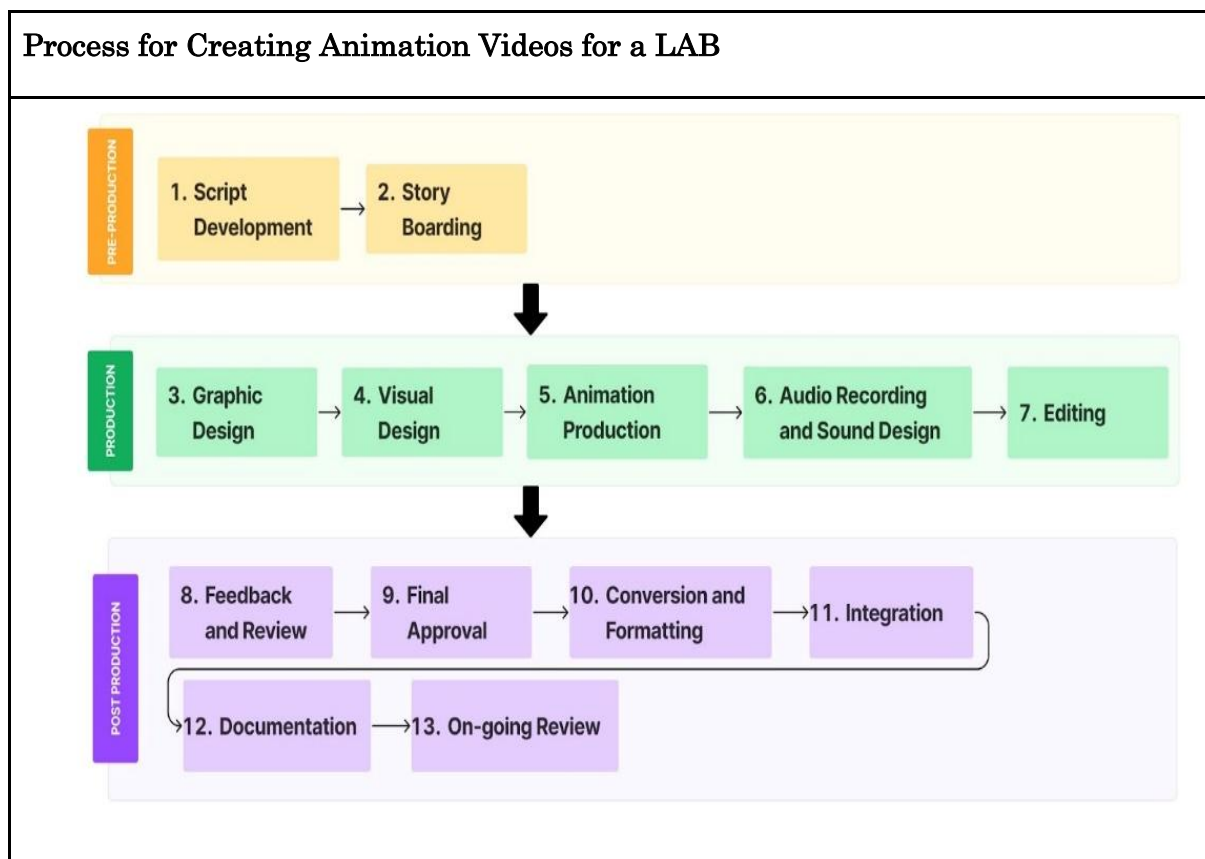 Process for Creating Animation Videos for a LAB
PRE-PRODUCTION
1. Script
Development
2. Story
Boarding
PRODUCTION
3. Graphic
Design
4. Visual
Design
5. Animation
Production
6. Audio Recording
and Sound Design
7. Editing
POST PRODUCTION
8. Feedback
and Review
9. Final
Approval
10. Conversion and
Formatting
11. Integration
12. Documentation
13. On-going Review